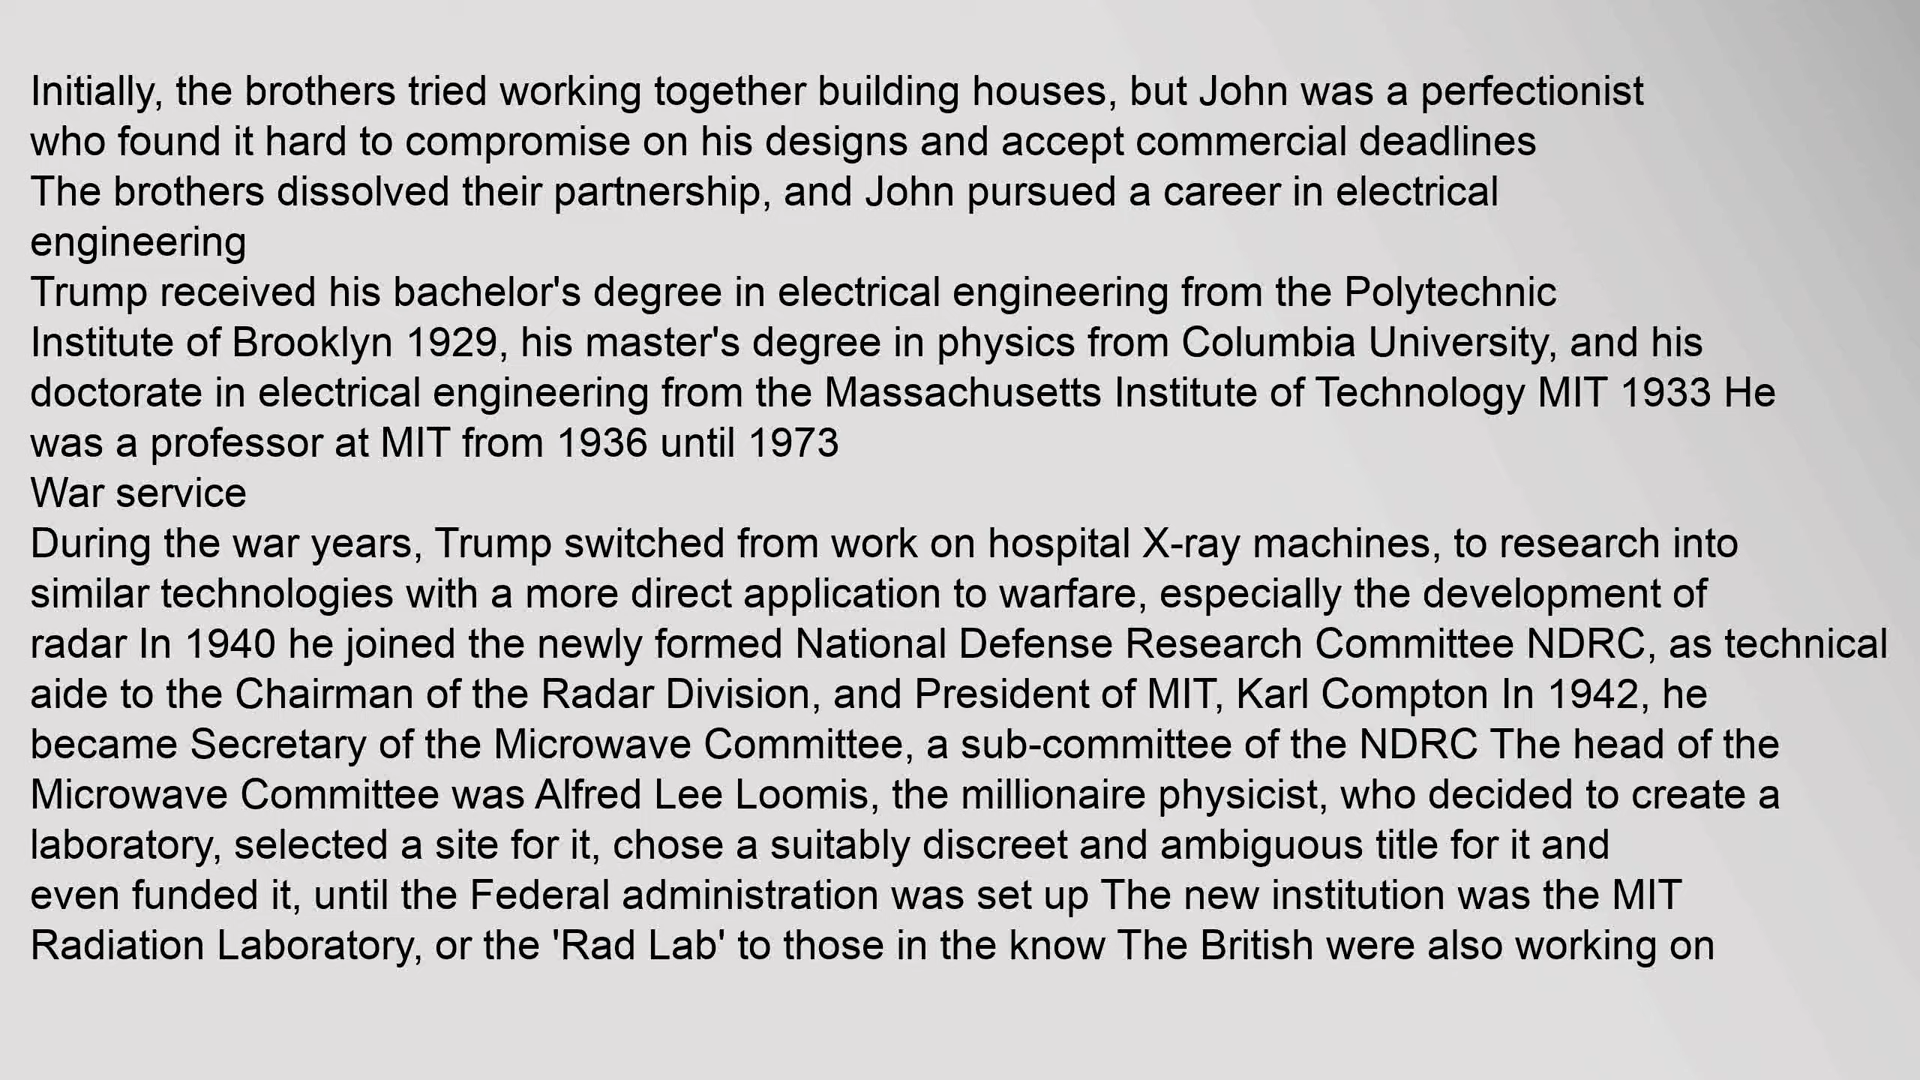 Initially, the brothers tried working together building houses, but John was a perfectionist
who found it hard to compromise on his designs and accept commercial deadlines
The brothers dissolved their partnership, and John pursued a career in electrical
engineering
Trump received his bachelor's degree in electrical engineering from the Polytechnic
Institute of Brooklyn 1929, his master's degree in physics from Columbia University, and his
doctorate in electrical engineering from the Massachusetts Institute of Technology MIT 1933 He
was a professor at MIT from 1936 until 1973
War service
During the war years, Trump switched from work on hospital X-ray machines, to research into
similar technologies with a more direct application to warfare, especially the development of
radar In 1940 he joined the newly formed National Defense Research Committee NDRC, as technical
aide to the Chairman of the Radar Division, and President of MIT, Karl Compton In 1942, he
became Secretary of the Microwave Committee, a sub-committee of the NDRC The head of the
Microwave Committee was Alfred Lee Loomis, the millionaire physicist, who decided to create a
laboratory, selected a site for it, chose a suitably discreet and ambiguous title for it and
even funded it, until the Federal administration was set up The new institution was the MIT
Radiation Laboratory, or the 'Rad Lab' to those in the know The British were also working on